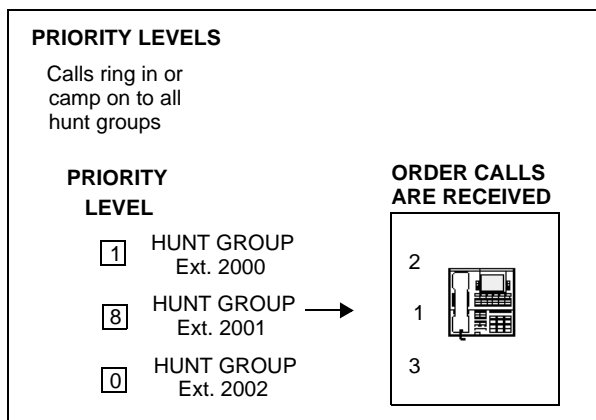 PRIORITY LEVELS
Calls ring in or
camp on to all
hunt groups
PRIORITY
LEVEL
ORDER CALLS
ARE RECEIVED
1
HUNT GROUP
Ext. 2000
2
8
HUNT GROUP
Ext. 2001
1
0
HUNT GROUP
Ext. 2002
3